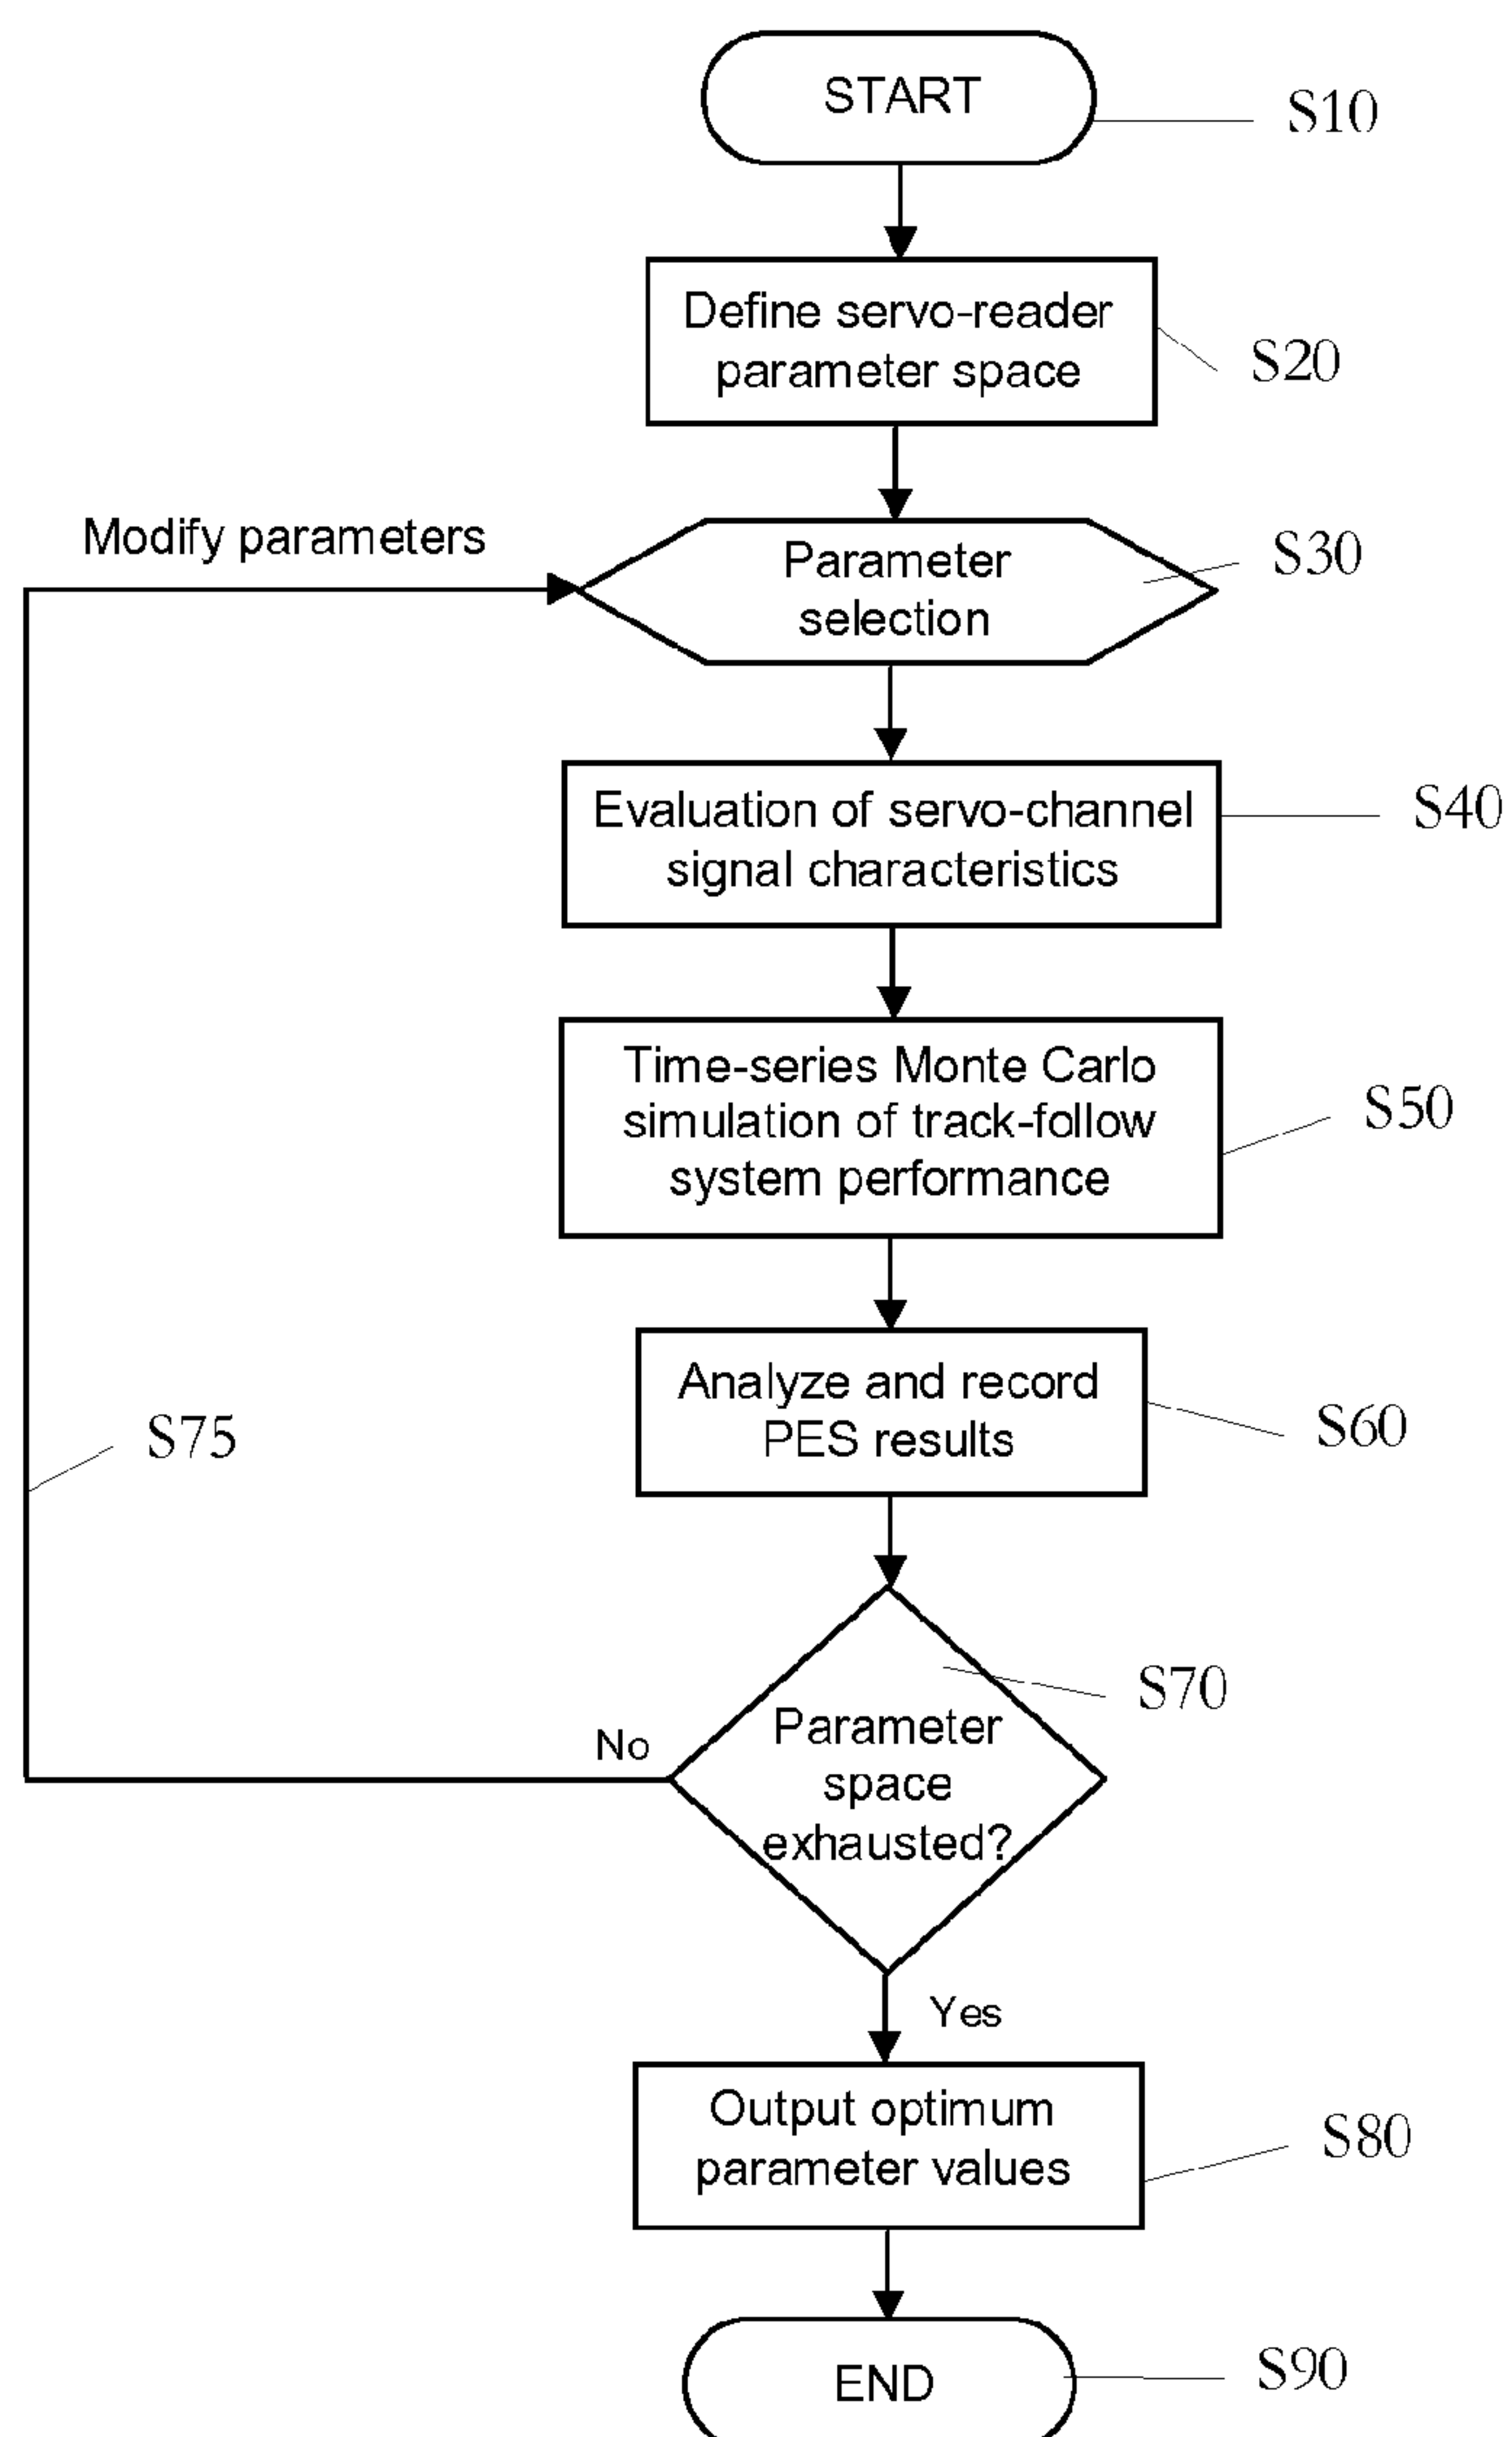 START
S10
Define servo-reader
parameter space
S20
Modify parameters
Parameter
selection
S30
Evaluation of servo-channel
signal characteristics
S40
Time-series Monte Carlo
simulation of track-follow
system performance
S50
Analyze and record
PES results
S60
S75
S70
Parameter
space
exhausted?
No
Yes
Output optimum
parameter values
S80
END
S90